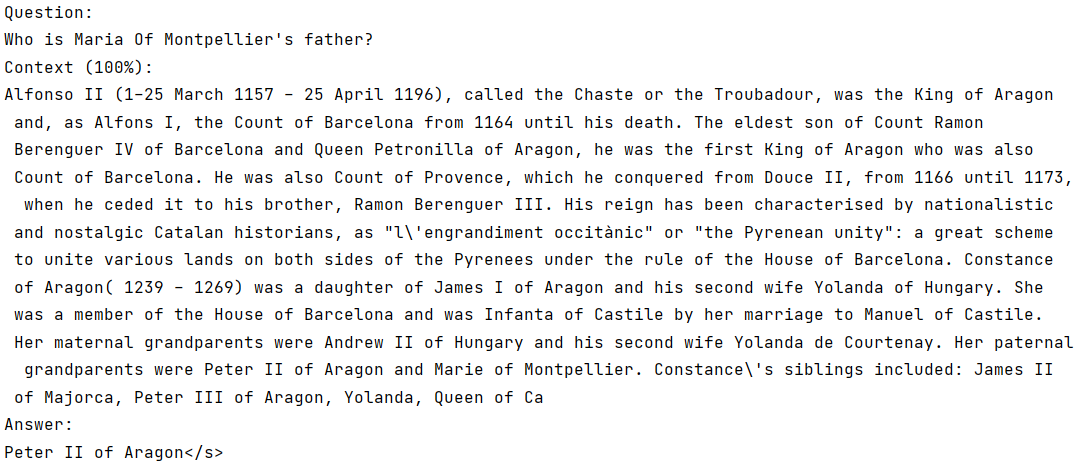 Question:
Who is Maria Of Montpellier's father?
Context (100%):
Alfonso II (1–25 March 1157 – 25 April 1196), called the Chaste or the Troubadour, was the King of Aragon
and, as Alfons I, the Count of Barcelona from 1164 until his death. The eldest son of Count Ramon
Berenguer IV of Barcelona and Queen Petronilla of Aragon, he was the first King of Aragon who was also
Count of Barcelona. He was also Count of Provence, which he conquered from Douce II, from 1166 until 1173,
when he ceded it to his brother, Ramon Berenguer III. His reign has been characterised by nationalistic
and nostalgic Catalan historians, as "l\'engrandiment occitànic" or "the Pyrenean unity": a great scheme
to unite various lands on both sides of the Pyrenees under the rule of the House of Barcelona. Constance
of Aragon( 1239 – 1269) was a daughter of James I of Aragon and his second wife Yolanda of Hungary. She
was a member of the House of Barcelona and was Infanta of Castile by her marriage to Manuel of Castile.
Her maternal grandparents were Andrew II of Hungary and his second wife Yolanda de Courtenay. Her paternal
grandparents were Peter II of Aragon and Marie of Montpellier. Constance\'s siblings included: James II
of Majorca, Peter III of Aragon, Yolanda, Queen of Ca
Answer:
Peter II of Aragon</s>